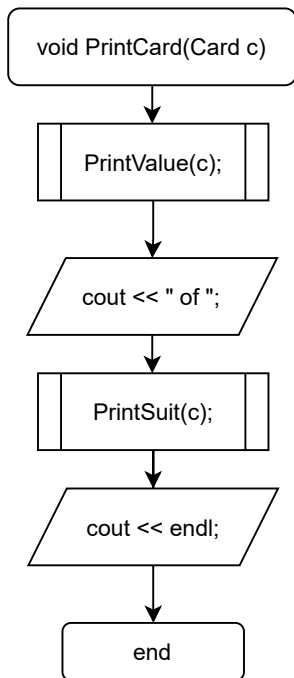 void PrintCard(Card c)
PrintValue(c);
cout << " of ";
PrintSuit(c);
cout << endl;
end